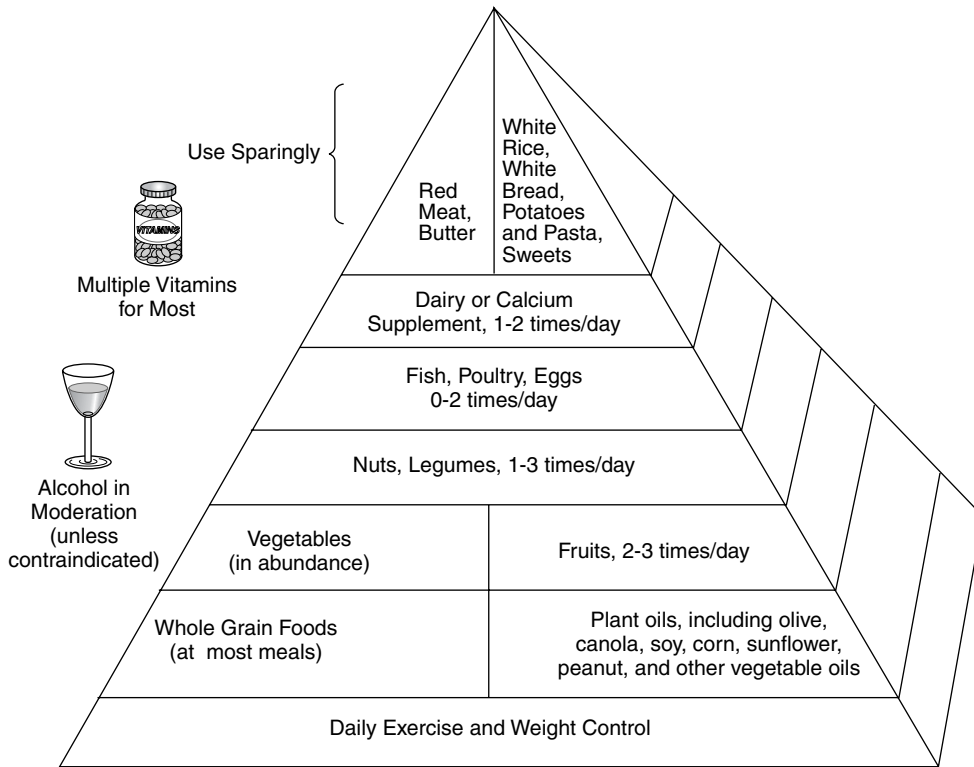 Use Sparingly
Red
Meat,
Butter
White
Rice,
White
Bread,
Potatoes
and Pasta,
Sweets
VITAMINS
Multiple Vitamins
for Most
Dairy or Calcium
Supplement, 1-2 times/day
Fish, Poultry, Eggs
0-2 times/day
Nuts, Legumes, 1-3 times/day
Alcohol in
Moderation
(unless
contraindicated)
Vegetables
(in abundance)
Fruits, 2-3 times/day
Whole Grain Foods
(at most meals)
Plant oils, including olive,
canola, soy, corn, sunflower,
peanut, and other vegetable oils
Daily Exercise and Weight Control